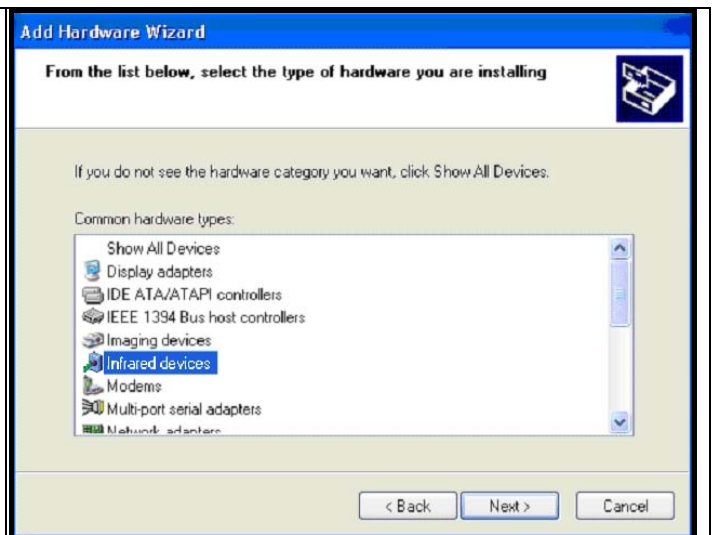 Add Hardware Wizard
From the list below, select the type of hardware you are installing
If you do not see the hardware category you want, click Show All Devices.
Common hardware types:
Show All Devices
Display adapters
IDE ATA/ATAPI controllers
IEEE 1394 Bus host controllers
Imaging devices
Infrared devices
Modems
Multi-port serial adapters
Network adapters
< Back
Next >
Cancel